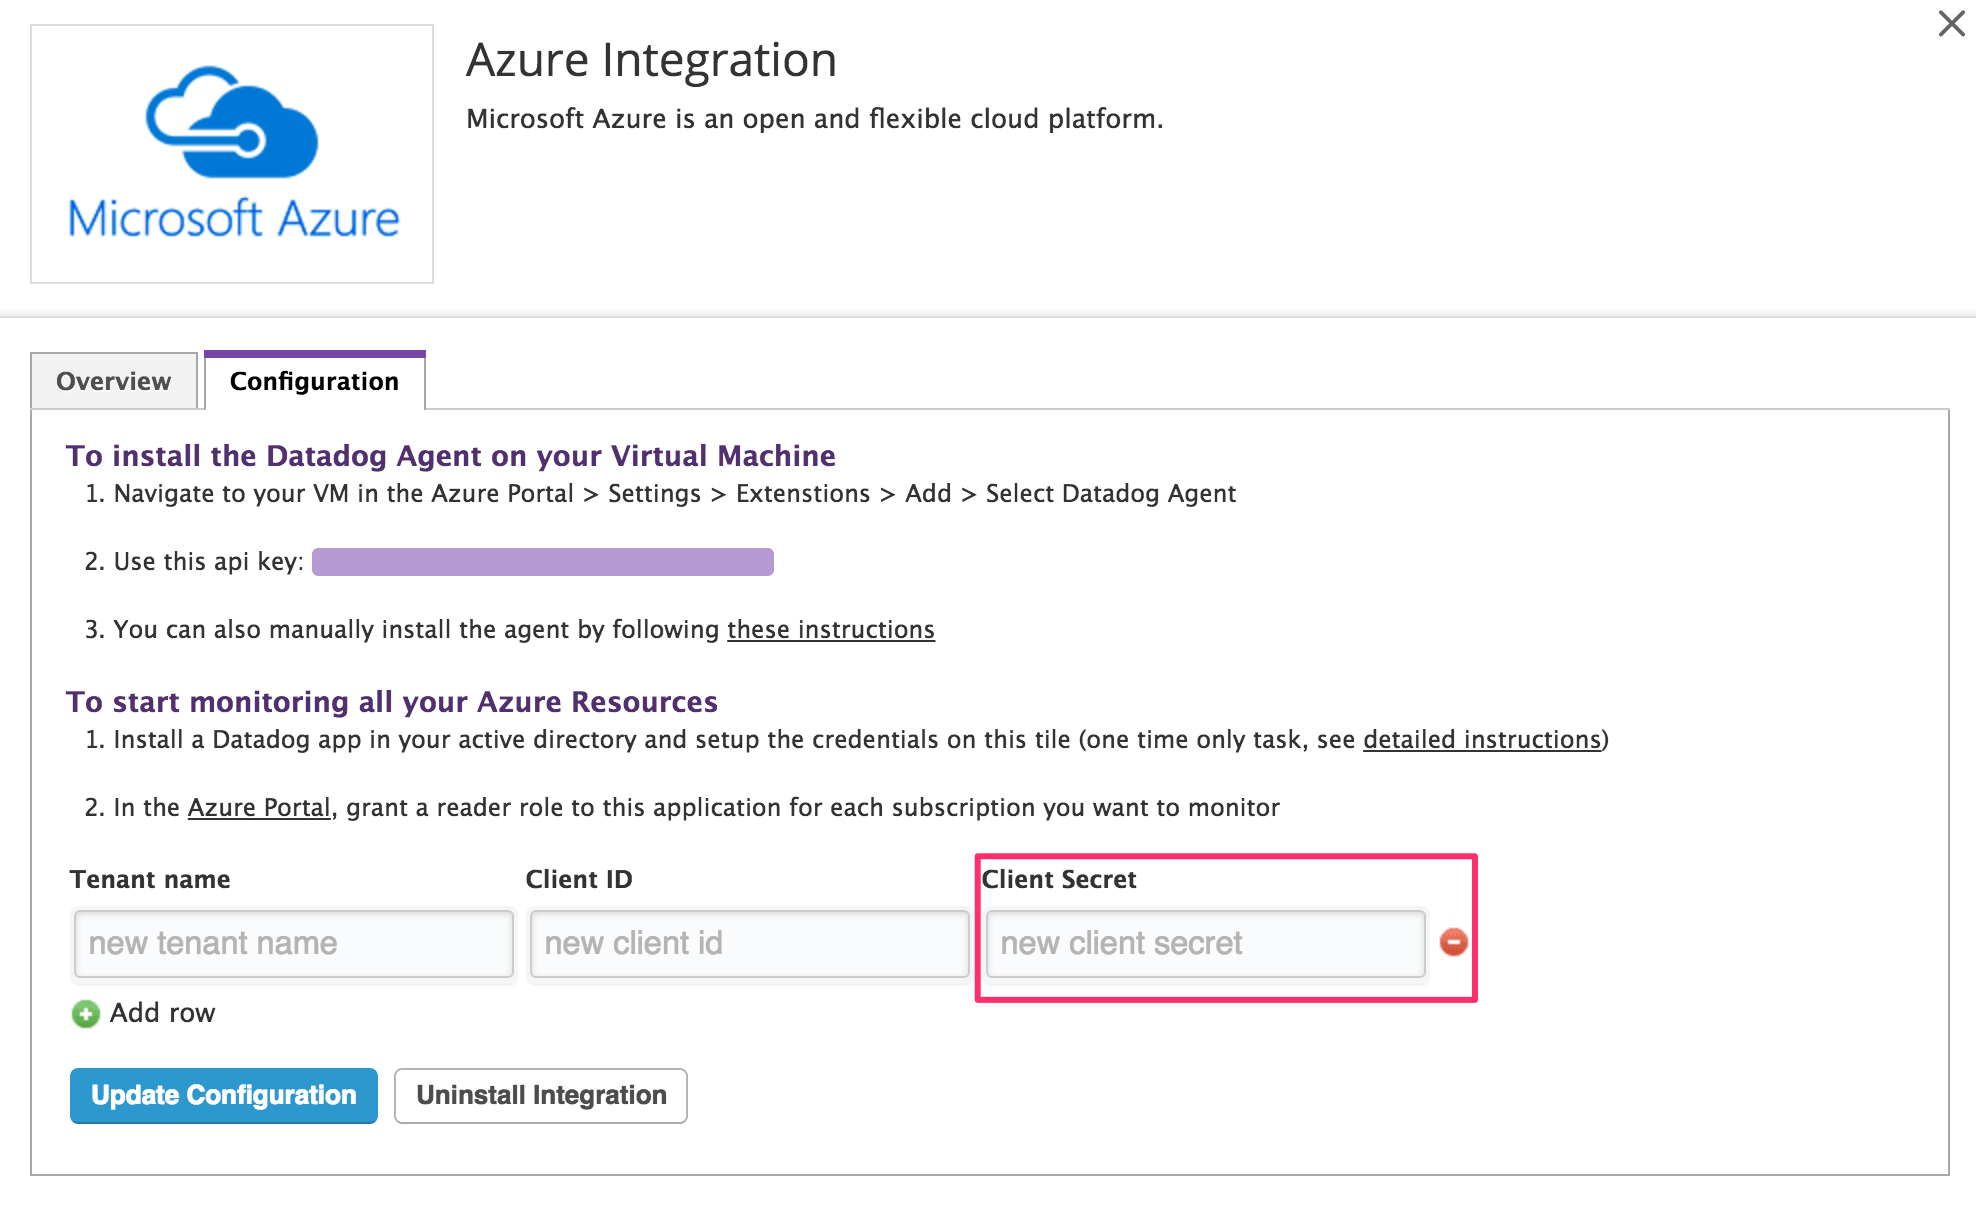 Azure Integration
Microsoft Azure is an open and flexible cloud platform.
Microsoft Azure
Overview
Configuration
To install the Datadog Agent on your Virtual Machine
1. Navigate to your VM in the Azure Portal > Settings > Extenstions > Add > Select Datadog Agent
2. Use this api key:
3. You can also manually install the agent by following these instructions
To start monitoring all your Azure Resources
1. Install a Datadog app in your active directory and setup the credentials on this tile (one time only task, see detailed instructions)
2. In the Azure Portal, grant a reader role to this application for each subscription you want to monitor
Tenant name
Client ID
Client Secret
new tenant name
new client id
new client secret
Add row
Update Configuration
Uninstall Integration